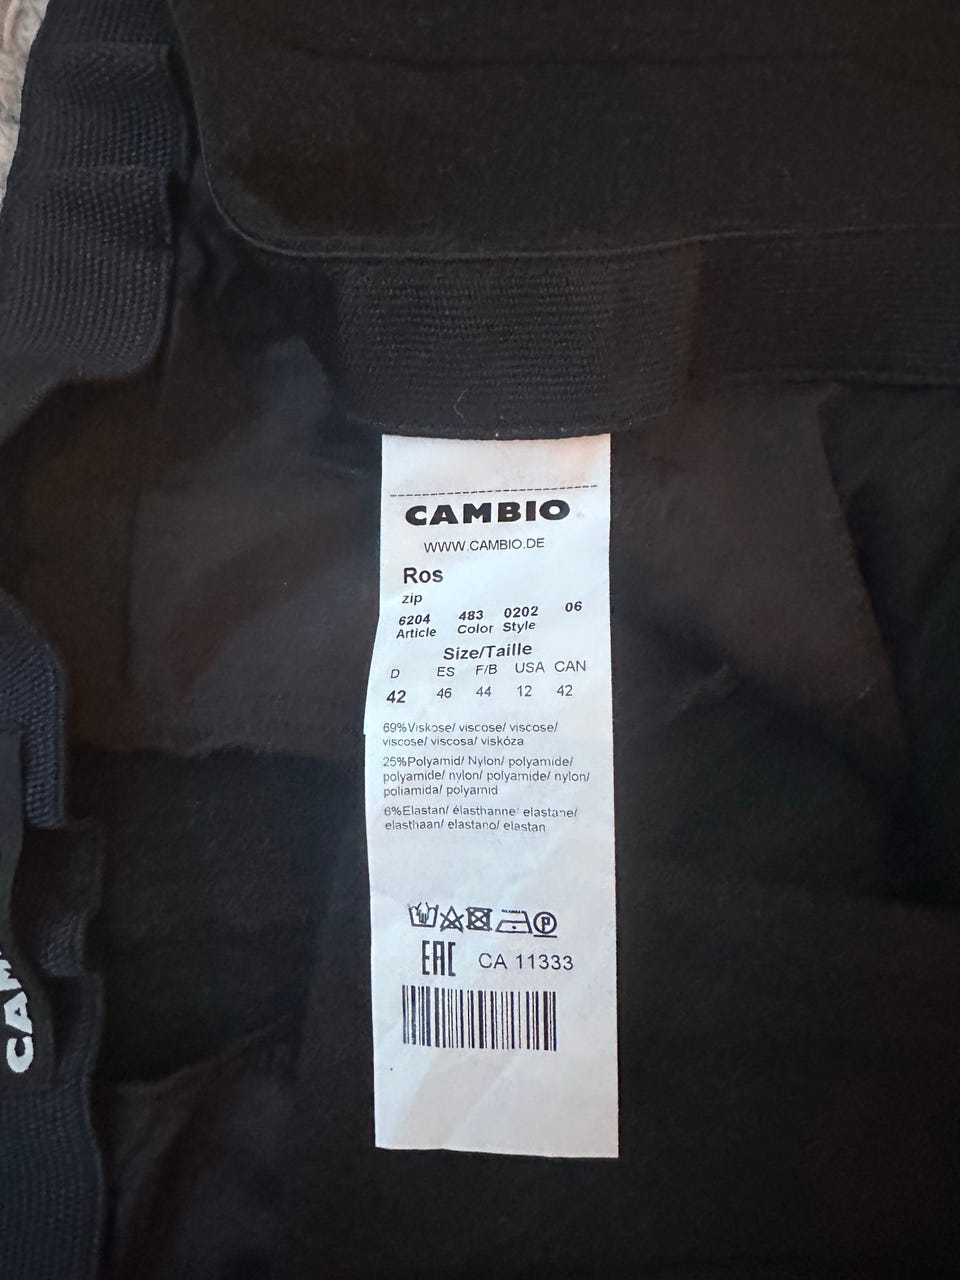 CAMBIO
WWW.CAMBIO.DE
Ros
zip
6204 483 0202 06
Article Color Style
Size/Taille
D ES F/B USA CAN
42 46 44 12 42
69%Viskose/ viscose/ viscose/
viscose/ viscosa/ viskóza
25%Polyamid/ Nylon/ polyamide/
polyamide/ nylon/ polyamide/ nylon/
poliamida/ polyamid
6%Elastan/ élasthanne/ elastane/
elasthaan/ elastano/ elastan
P
EAC CA 11333
CAM